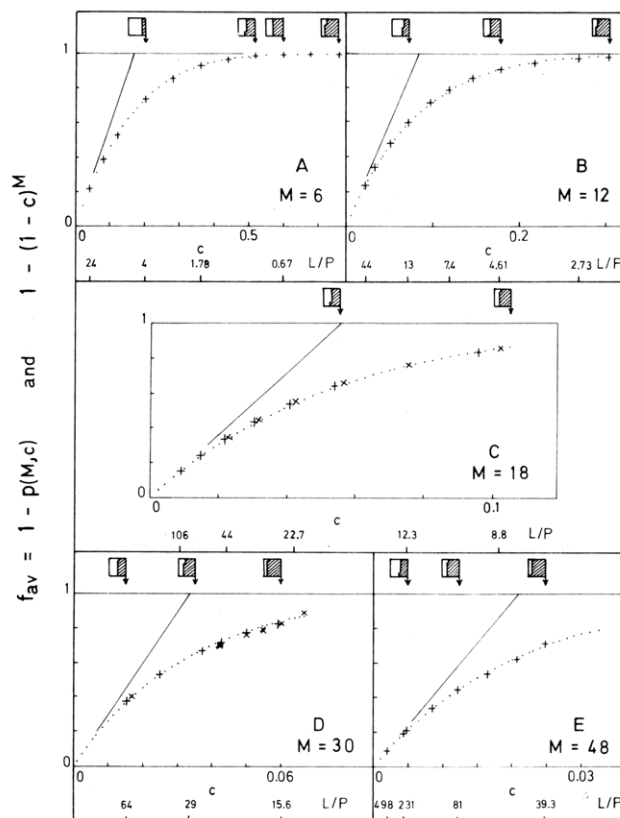 f_av = 1 - p(M,c) and 1 - (1 - c)^M
1
A
M = 6
0
0 0.5
c
24 4 1.78 0.67 L/P
B
M = 12
0.2
c
44 13 7.4 4.61 2.73 L/P
1
C
M = 18
0
0 0.1
c
106 44 22.7 12.3 8.8 L/P
1
D
M = 30
0
0 0.06
c
64 29 15.6 L/P
E
M = 48
0 0.03
c
498 231 81 39.3 L/P